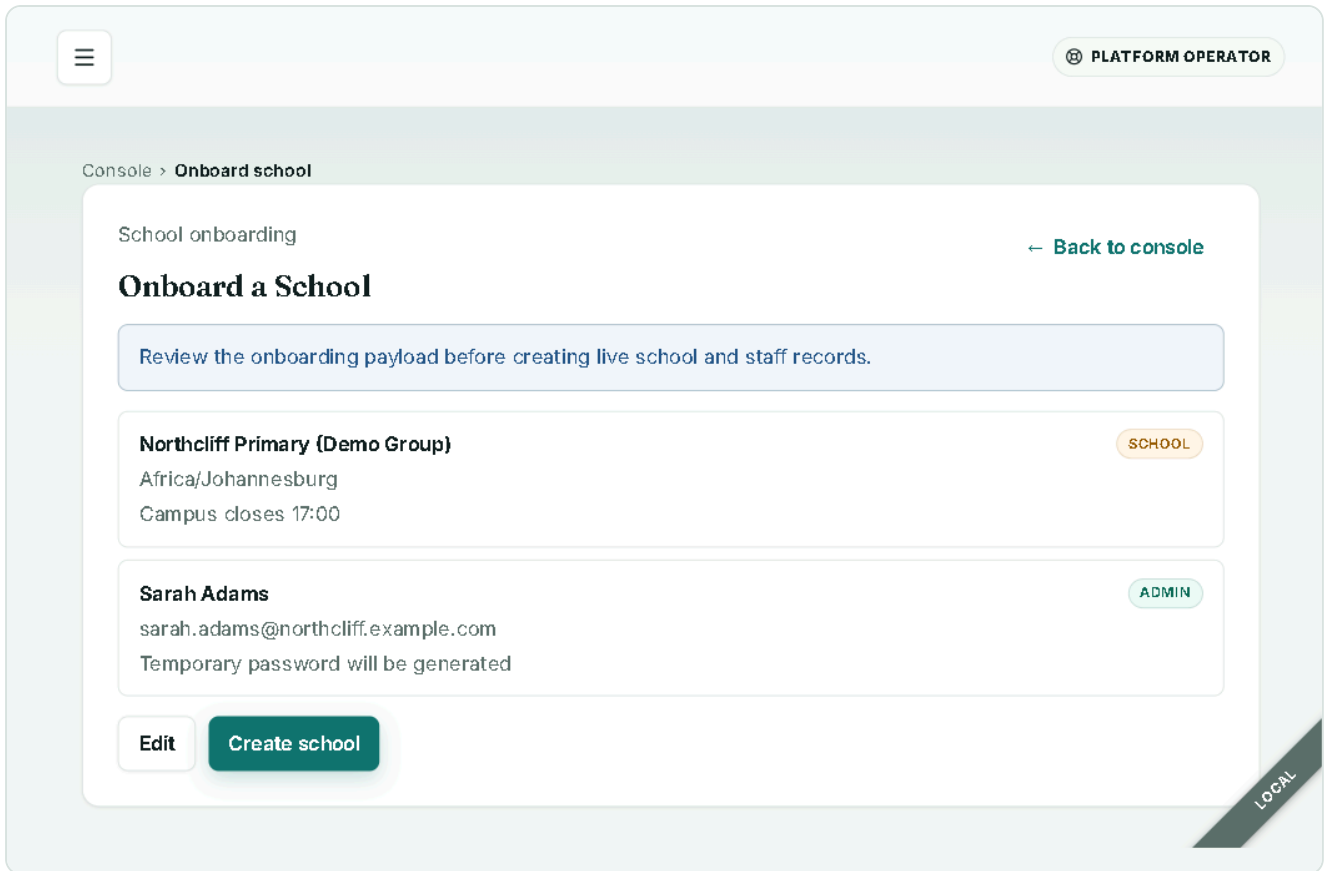 PLATFORM OPERATOR
Console › Onboard school
School onboarding
← Back to console
Onboard a School
Review the onboarding payload before creating live school and staff records.
Northcliff Primary (Demo Group)
SCHOOL
Africa/Johannesburg
Campus closes 17:00
Sarah Adams
ADMIN
sarah.adams@northcliff.example.com
Temporary password will be generated
Edit
Create school
LOCAL